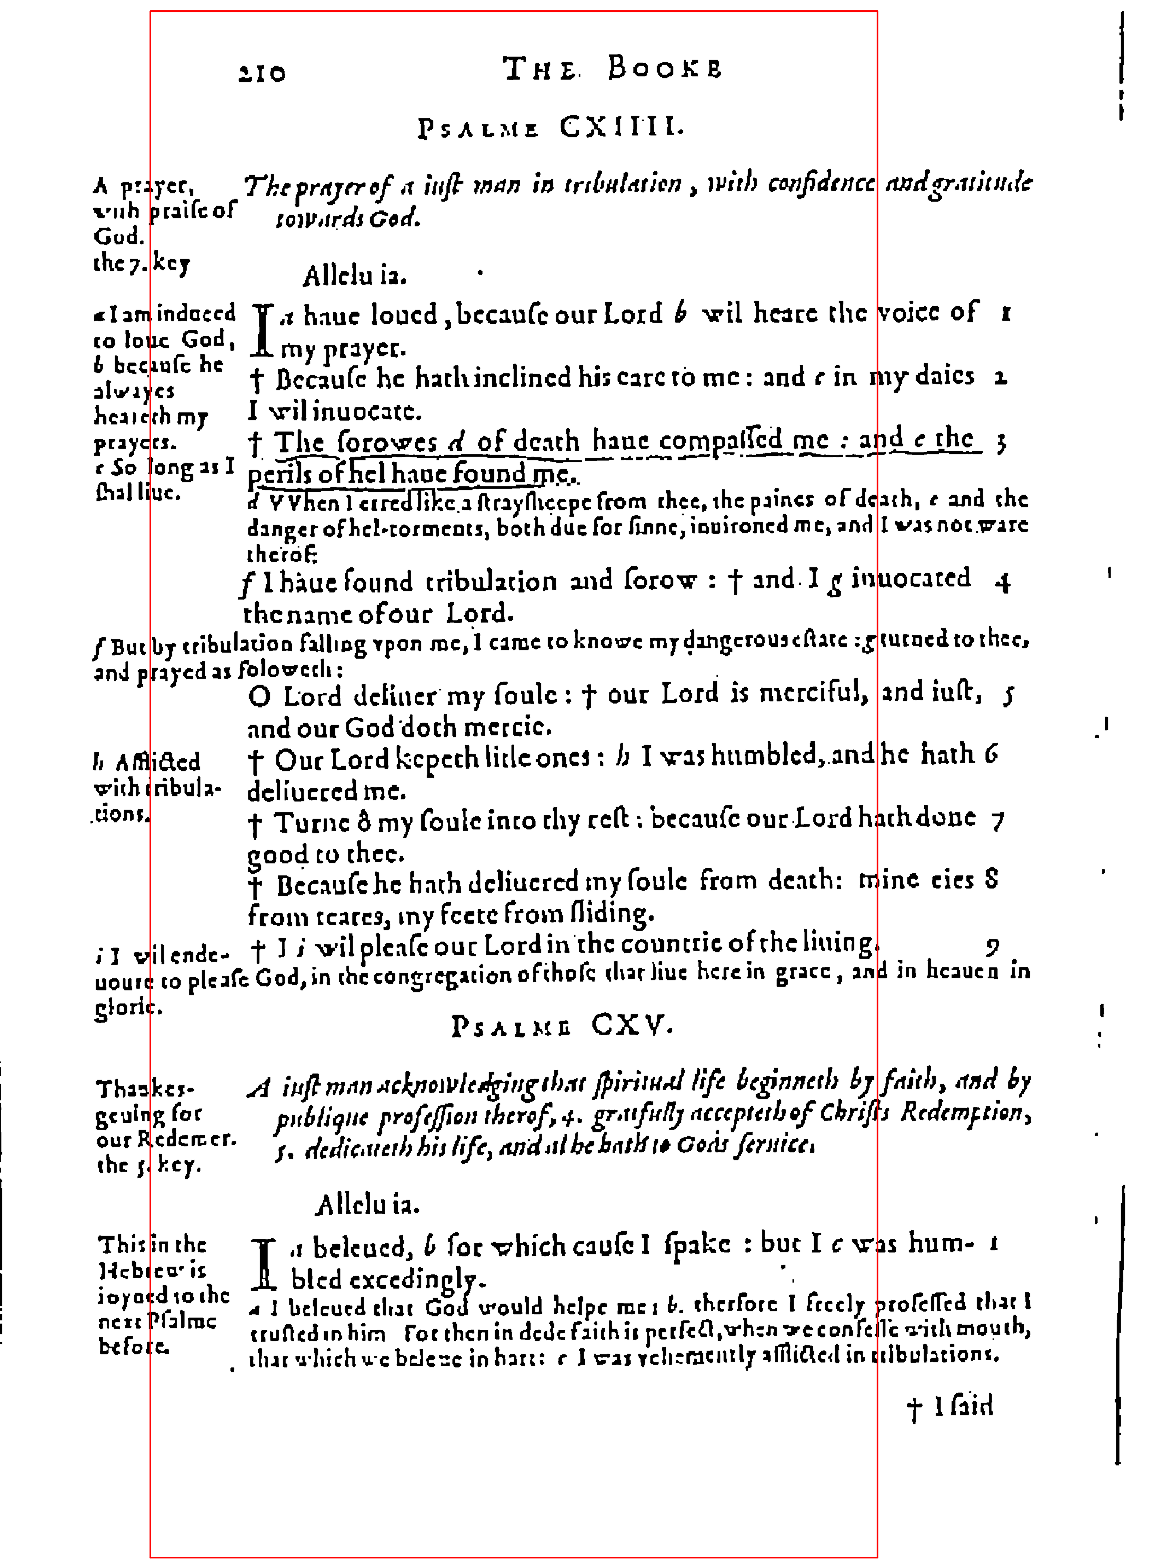 210 THE BOOKE
PSALME CXIIII.
A prayer,
with praiſe of
God.
the 7. key
The prayer of a iuſt man in tribulation, with confidence and gratitude
towards God.
Allelu ia.
a I am induced
to loue God,
b becauſe he
alwayes
heareth my
prayers.
c So long as I
ſhal liue.
I a haue loued, becauſe our Lord b wil heare the voice of 1
my prayer.
† Becauſe he hath inclined his eare to me: and c in my daies 2
I wil inuocate.
† The ſorowes d of death haue compaſſed me: and e the 3
perils of hel haue found me.
d VVhen I erred like a ſtray ſheepe from thee, the paines of death, e and the
danger of hel-torments, both due for ſinne, inuironed me, and I was not ware
therof:
f I haue found tribulation and ſorow: † and I g inuocated 4
the name of our Lord.
f But by tribulation falling vpon me, I came to knowe my dangerous eſtate: g turned to thee,
and prayed as foloweth:
O Lord deliuer my ſoule: † our Lord is merciful, and iuſt, 5
and our God doth mercie.
h Afflicted
with tribula-
tions.
† Our Lord kepeth litle ones: h I was humbled, and he hath 6
deliuered me.
† Turne ô my ſoule into thy reſt: becauſe our Lord hath done 7
good to thee.
† Becauſe he hath deliuered my ſoule from death: mine eies 8
from teares, my feete from ſliding.
† I i wil pleaſe our Lord in the countrie of the liuing. 9
i I wil ende-
uoure to pleaſe God, in the congregation of thoſe that liue here in grace, and in heauen in
glorie.
PSALME CXV.
Thankes-
geuing for
our Redemer.
the 5. key.
A iuſt man acknowledging that ſpiritual life beginneth by faith, and by
publique profeſſion therof, 4. gratfully accepteth of Chriſts Redemption,
5. dedicateth his life, and al he hath to Gods ſeruice.
Allelu ia.
This in the
Hebrew is
ioyned to the
next Pſalme
before.
I a beleued, b for which cauſe I ſpake: but I c was hum- 1
bled excedingly.
a I beleued that God would helpe me: b. therfore I freely profeſſed that I
truſted in him For then in dede faith is perfect, when we confeſſe with mouth,
that which we beleue in hart: c I was vehemently afflicted in tribulations.
† I ſaid